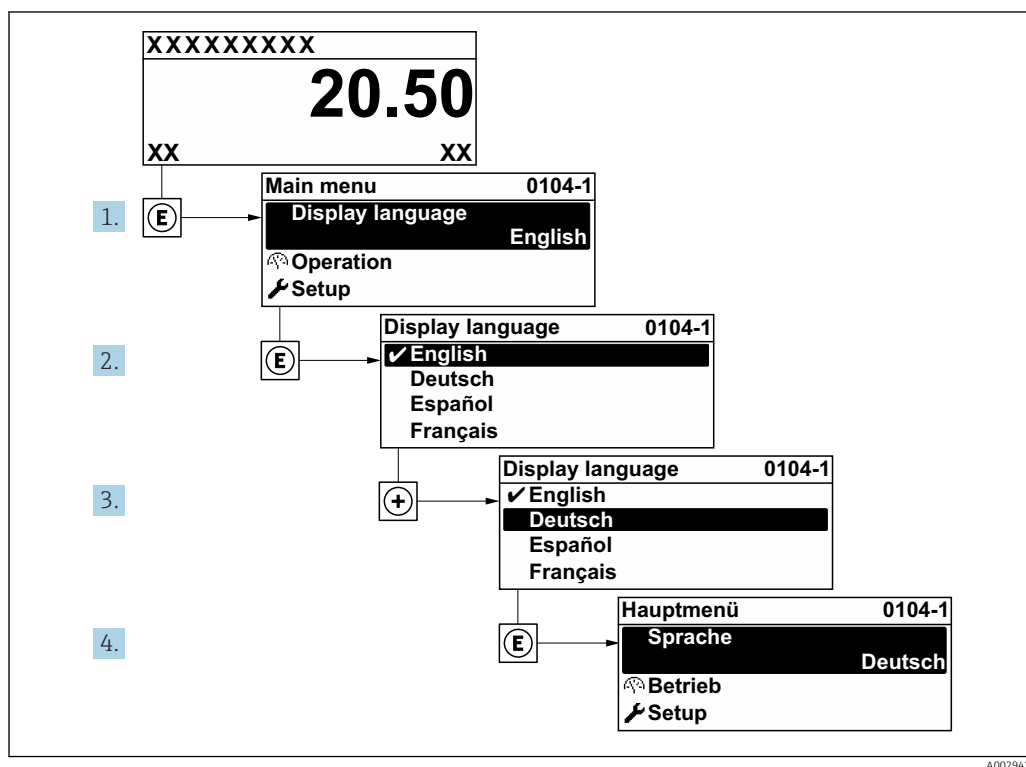 XXXXXXXXX
20.50
XX XX
1. E
Main menu 0104-1
Display language
English
Operation
Setup
2. E
Display language 0104-1
✔English
Deutsch
Español
Français
3. +
Display language 0104-1
✔English
Deutsch
Español
Français
4. E
Hauptmenü 0104-1
Sprache
Deutsch
Betrieb
Setup